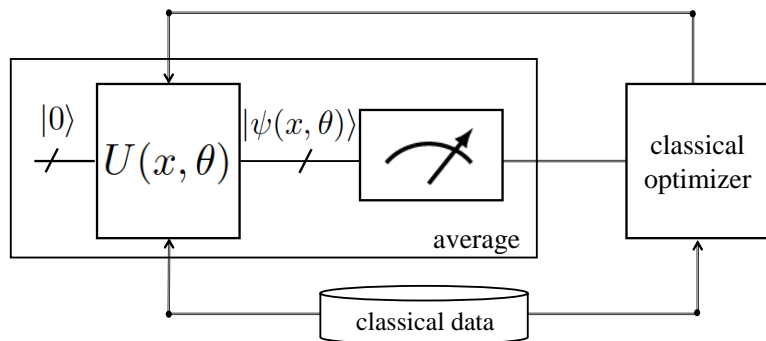 |0⟩
|ψ(x, θ)⟩
U(x, θ)
classical
optimizer
average
classical data